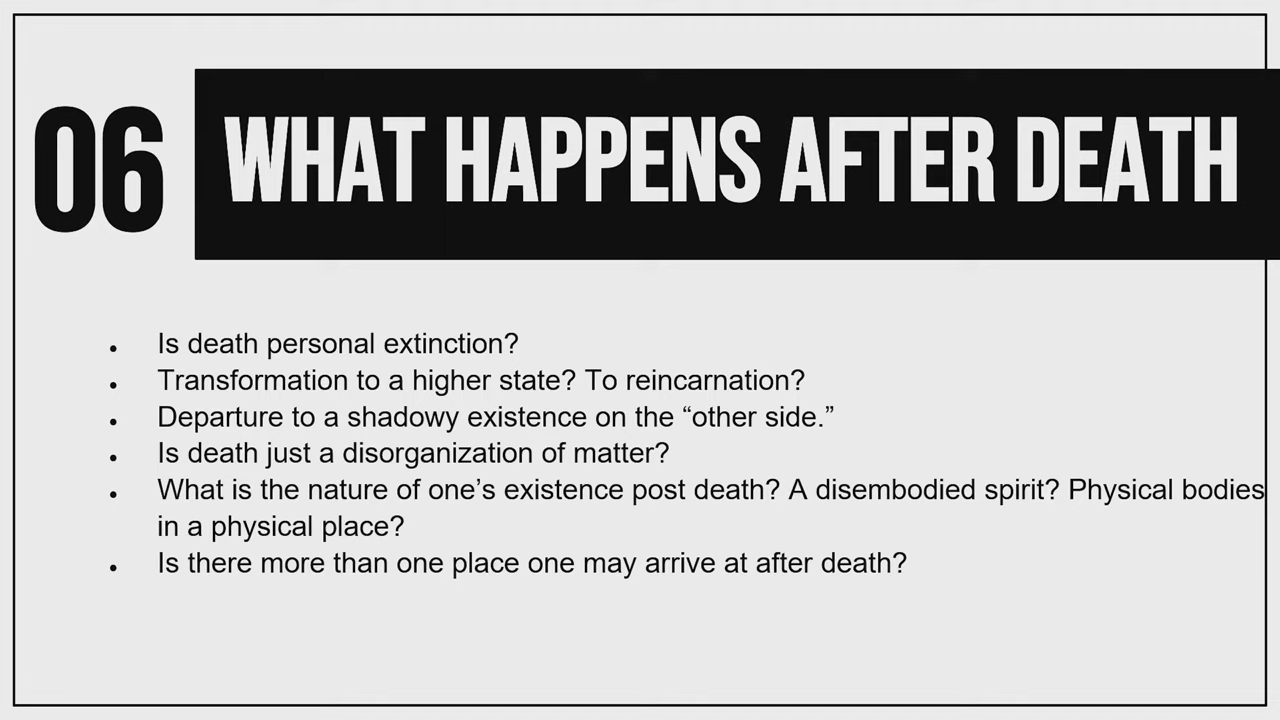 06 WHAT HAPPENS AFTER DEATH
• Is death personal extinction?
• Transformation to a higher state? To reincarnation?
• Departure to a shadowy existence on the “other side.”
• Is death just a disorganization of matter?
• What is the nature of one’s existence post death? A disembodied spirit? Physical bodies
in a physical place?
• Is there more than one place one may arrive at after death?